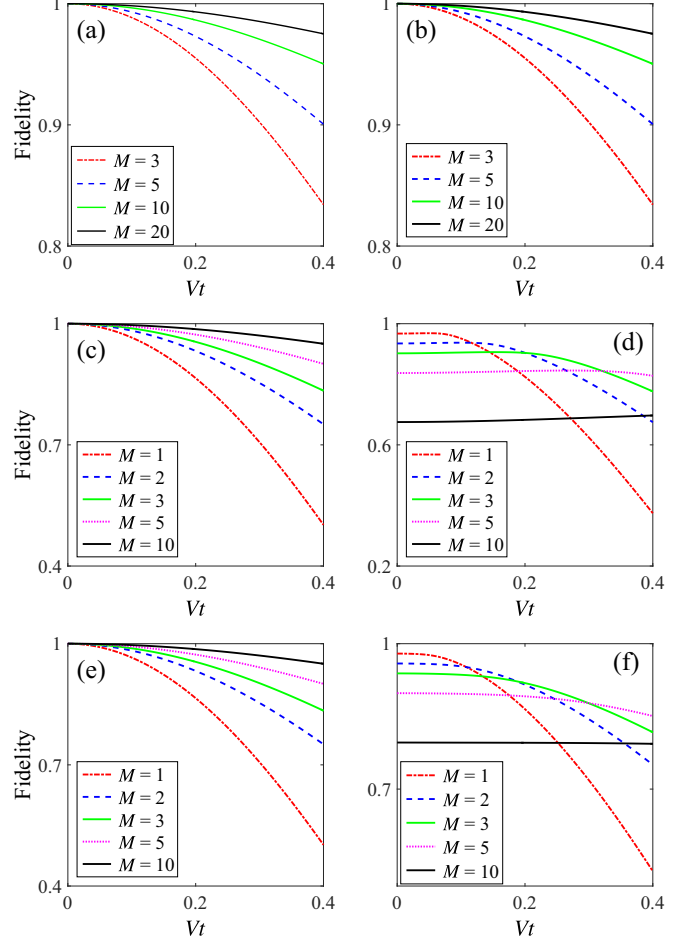 (a)
1
0.9
0.8
Fidelity
M = 3
M = 5
M = 10
M = 20
0
0.2
0.4
Vt
(b)
1
0.9
0.8
M = 3
M = 5
M = 10
M = 20
0
0.2
0.4
Vt
(c)
1
0.7
0.4
Fidelity
M = 1
M = 2
M = 3
M = 5
M = 10
0
0.2
0.4
Vt
(d)
1
0.6
0.2
M = 1
M = 2
M = 3
M = 5
M = 10
0
0.2
0.4
Vt
(e)
1
0.7
0.4
Fidelity
M = 1
M = 2
M = 3
M = 5
M = 10
0
0.2
0.4
Vt
(f)
1
0.7
M = 1
M = 2
M = 3
M = 5
M = 10
0
0.2
0.4
Vt